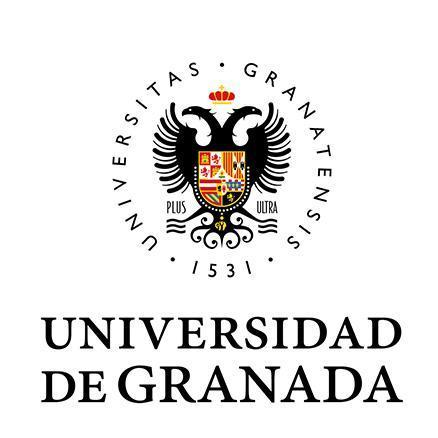 UNIVERSITAS · GRANATENSIS
PLUS ULTRA
· 1531 ·
UNIVERSIDAD
DE GRANADA